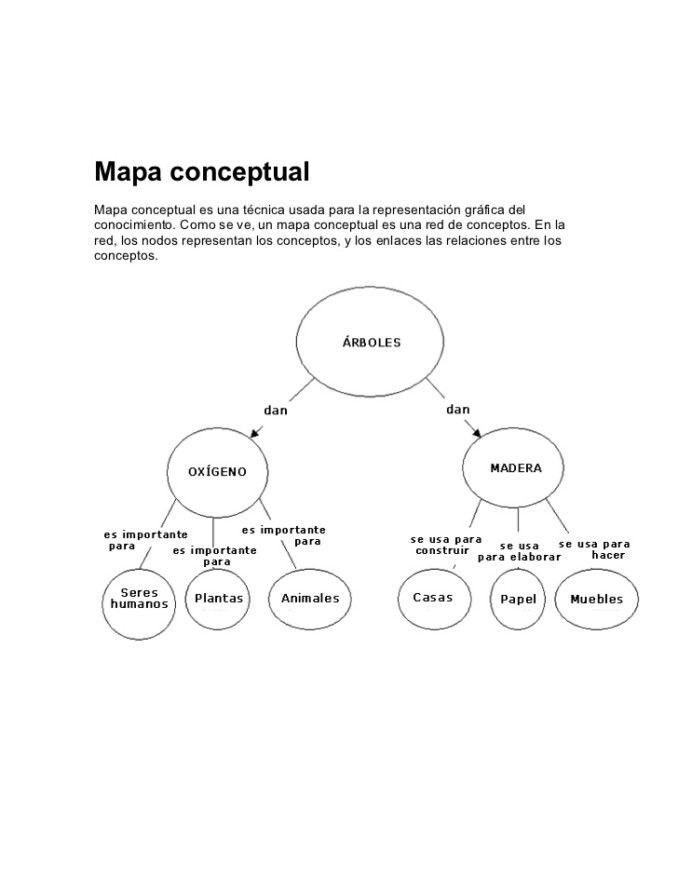 Mapa conceptual
Mapa conceptual es una técnica usada para la representación gráfica del
conocimiento. Como se ve, un mapa conceptual es una red de conceptos. En la
red, los nodos representan los conceptos, y los enlaces las relaciones entre los
conceptos.
ÁRBOLES
dan
dan
OXÍGENO
MADERA
es importante
para
es importante
para
es importante
para
se usa para
construir
se usa
para elaborar
se usa para
hacer
Seres
humanos
Plantas
Animales
Casas
Papel
Muebles